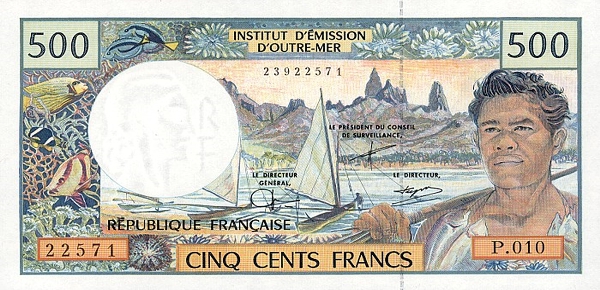 500
INSTITUT D'ÉMISSION
D'OUTRE-MER
500
23922571
LE PRÉSIDENT DU CONSEIL
DE SURVEILLANCE,
LE DIRECTEUR
GÉNÉRAL,
LE DIRECTEUR,
RÉPUBLIQUE FRANÇAISE
22571
CINQ CENTS FRANCS
P.010